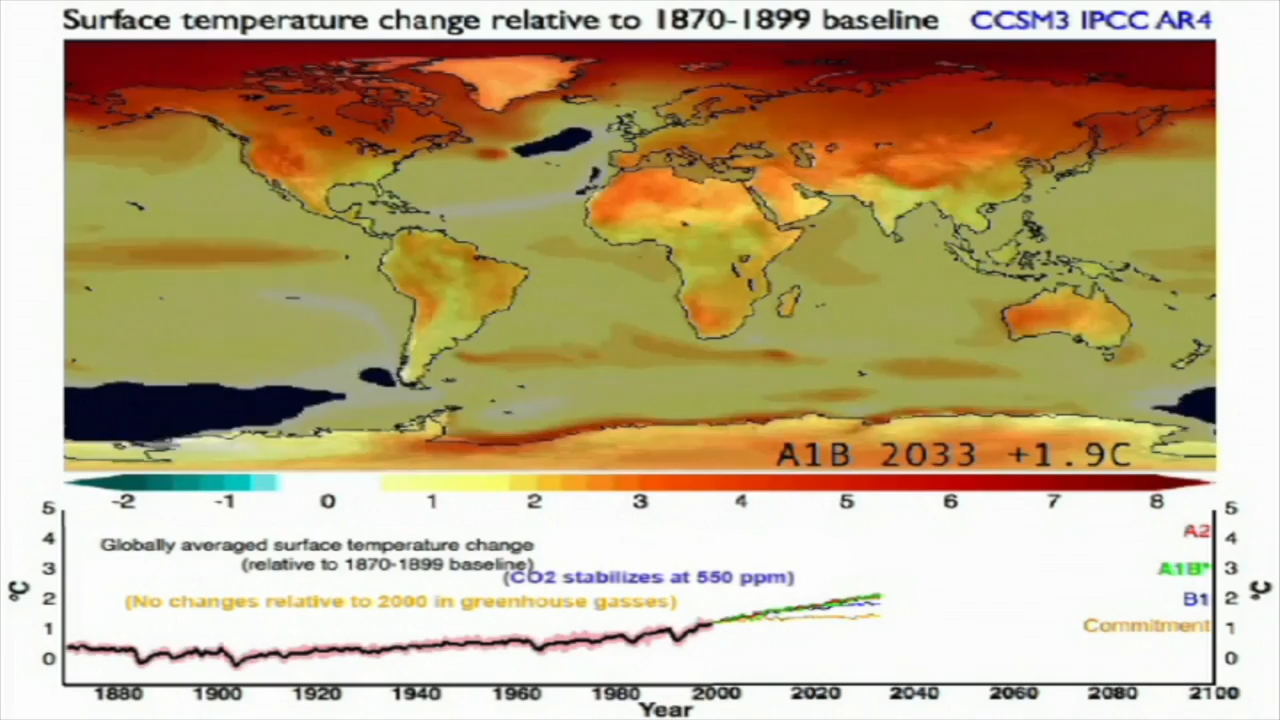 Surface temperature change relative to 1870-1899 baseline CCSM3 IPCC AR4
A1B 2033 +1.9C
-2 -1 0 1 2 3 4 5 6 7 8
5 5
4 A2 4
Globally averaged surface temperature change
(relative to 1870-1899 baseline)
3 A1B* 3
(CO2 stabilizes at 550 ppm)
°C °C
(No changes relative to 2000 in greenhouse gasses)
2 B1 2
1 Commitment 1
0 0
1880 1900 1920 1940 1960 1980 2000 2020 2040 2060 2080 2100
Year